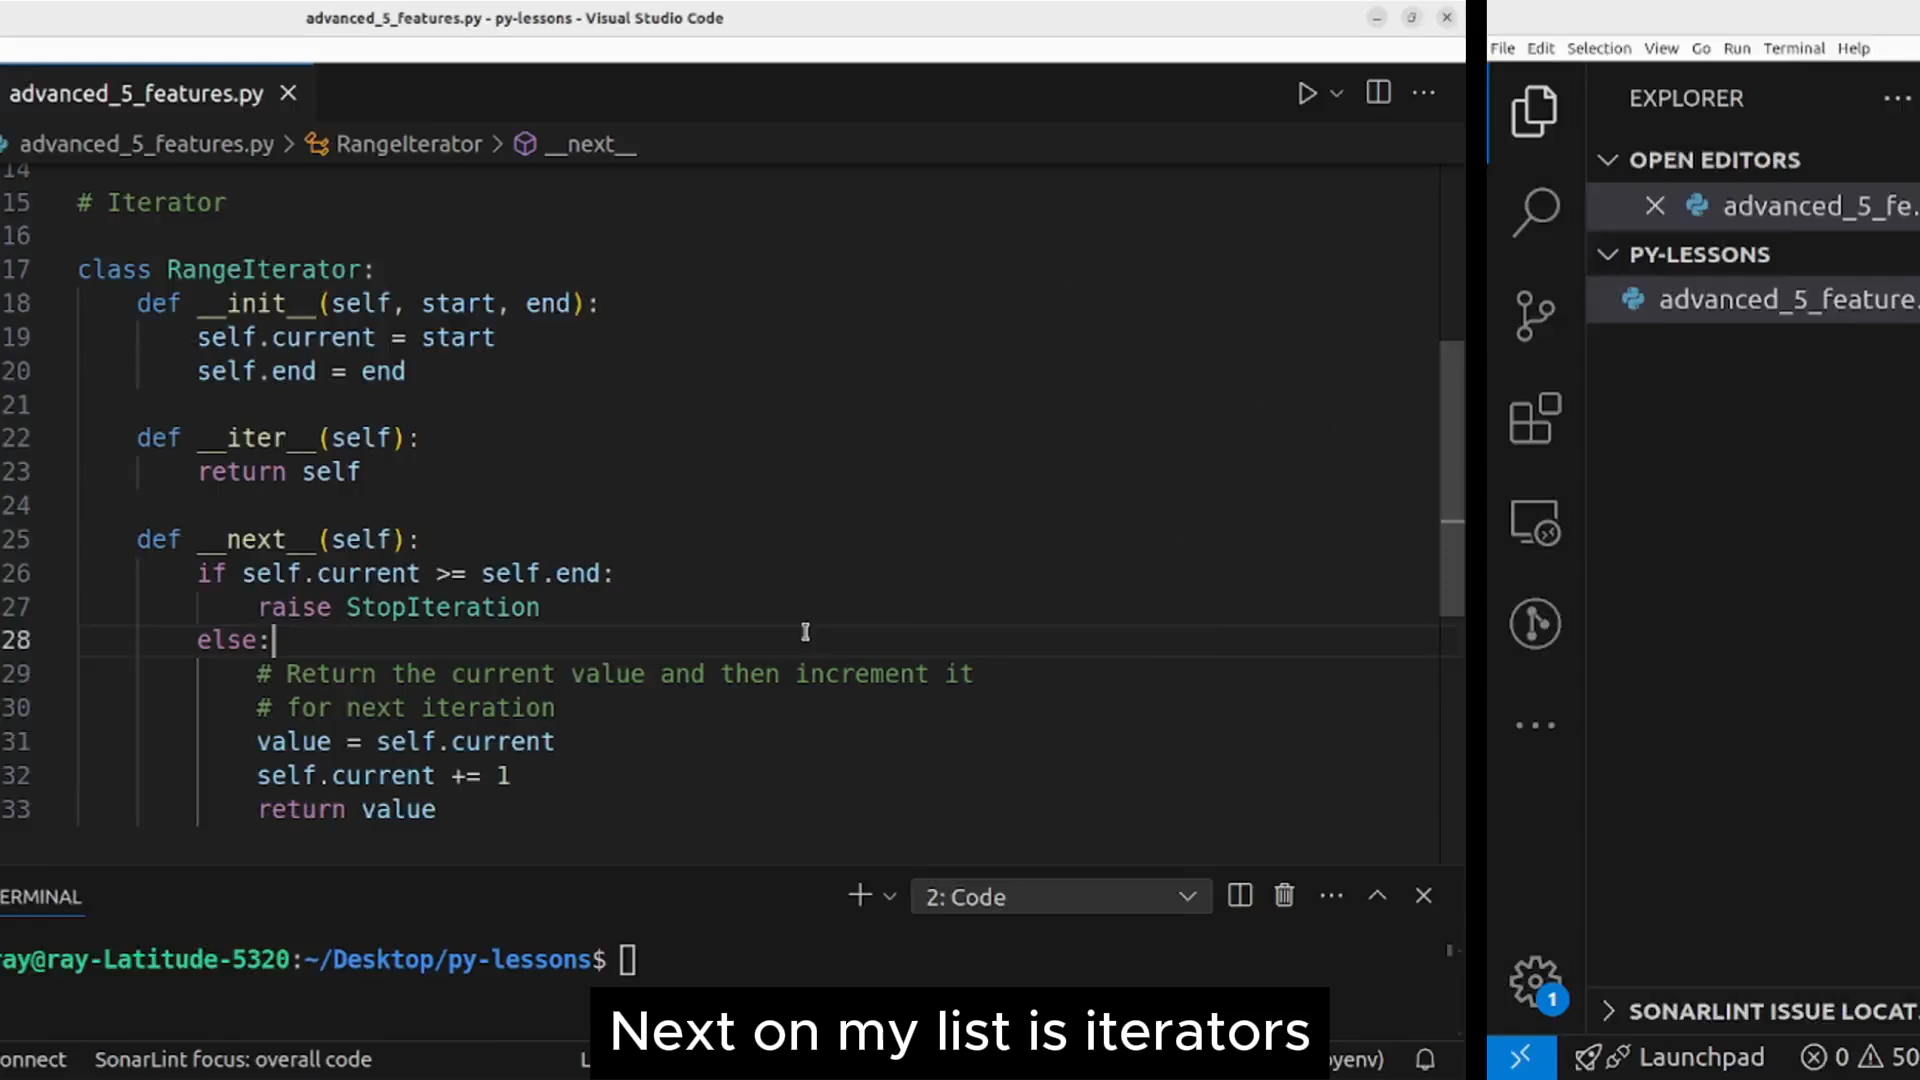 advanced_5_features.py - py-lessons - Visual Studio Code
advanced_5_features.py
advanced_5_features.py > RangeIterator > __next__
14
15 # Iterator
16
17 class RangeIterator:
18 def __init__(self, start, end):
19 self.current = start
20 self.end = end
21
22 def __iter__(self):
23 return self
24
25 def __next__(self):
26 if self.current >= self.end:
27 raise StopIteration
28 else:
29 # Return the current value and then increment it
30 # for next iteration
31 value = self.current
32 self.current += 1
33 return value
ERMINAL
2: Code
ray@ray-Latitude-5320:~/Desktop/py-lessons$
Next on my list is iterators
onnect SonarLint focus: overall code
yenv)
File Edit Selection View Go Run Terminal Help
EXPLORER
OPEN EDITORS
advanced_5_fe.
PY-LESSONS
advanced_5_feature.
1
SONARLINT ISSUE LOCAT
Launchpad 0 50